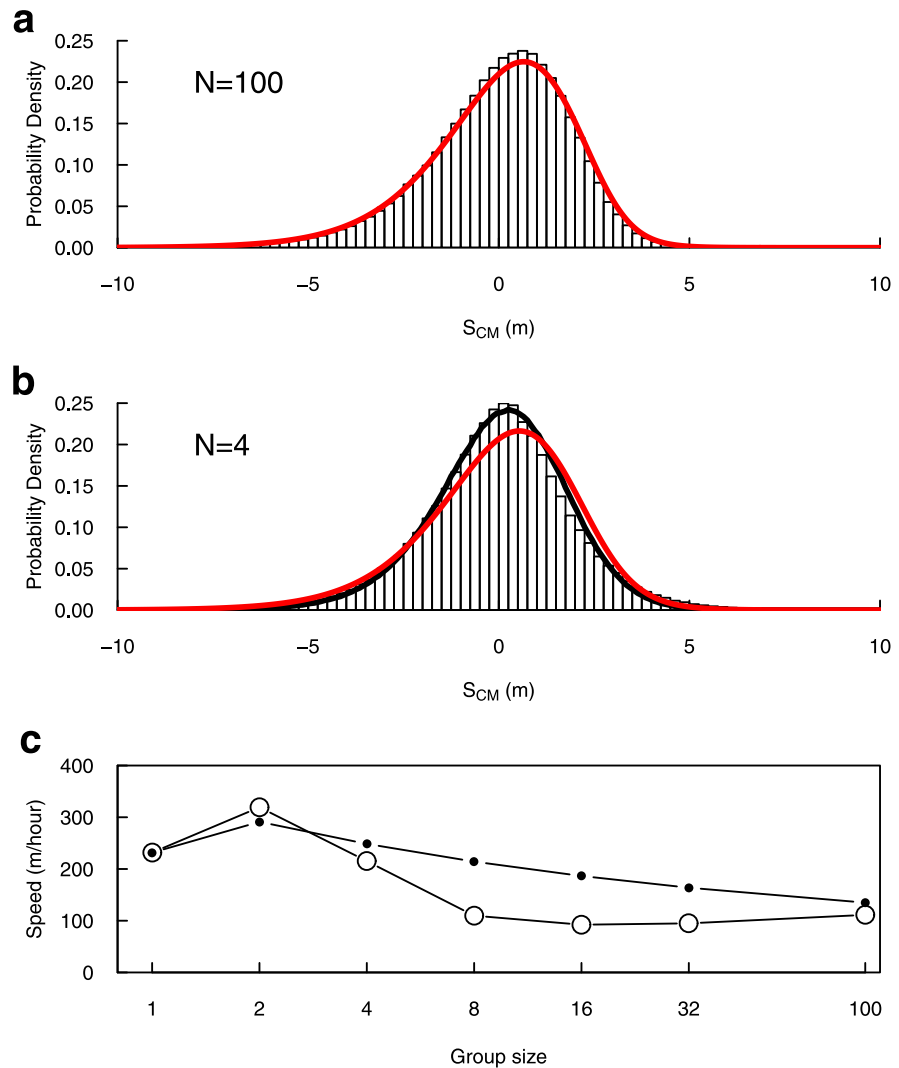 a
0.25
0.20
0.15
0.10
0.05
0.00
Probability Density
N=100
−10 −5 0 5 10
S_CM (m)
b
0.25
0.20
0.15
0.10
0.05
0.00
Probability Density
N=4
−10 −5 0 5 10
S_CM (m)
c
400
300
200
100
0
Speed (m/hour)
1 2 4 8 16 32 100
Group size